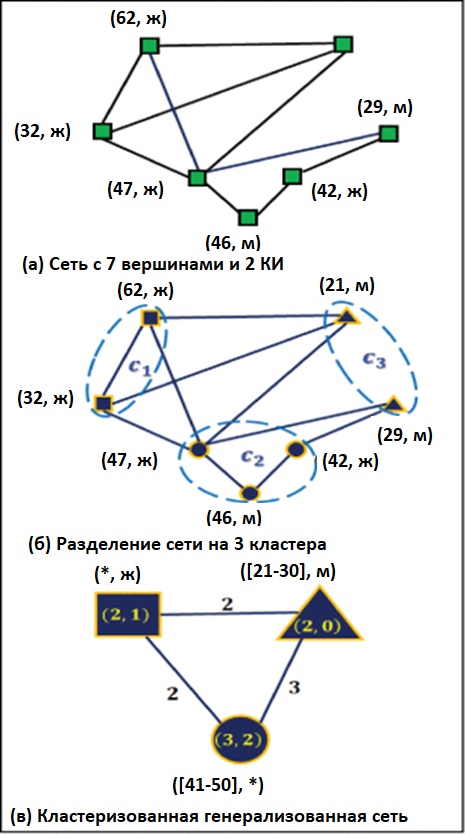 (62, ж)
(29, м)
(32, ж)
(47, ж)
(42, ж)
(46, м)
(а) Сеть с 7 вершинами и 2 КИ
(62, ж)
(21, м)
c₁
c₃
(32, ж)
(47, ж)
c₂
(42, ж)
(29, м)
(46, м)
(б) Разделение сети на 3 кластера
(*, ж)
([21-30], м)
2
(2, 1)
(2, 0)
2
3
(3, 2)
([41-50], *)
(в) Кластеризованная генерализованная сеть